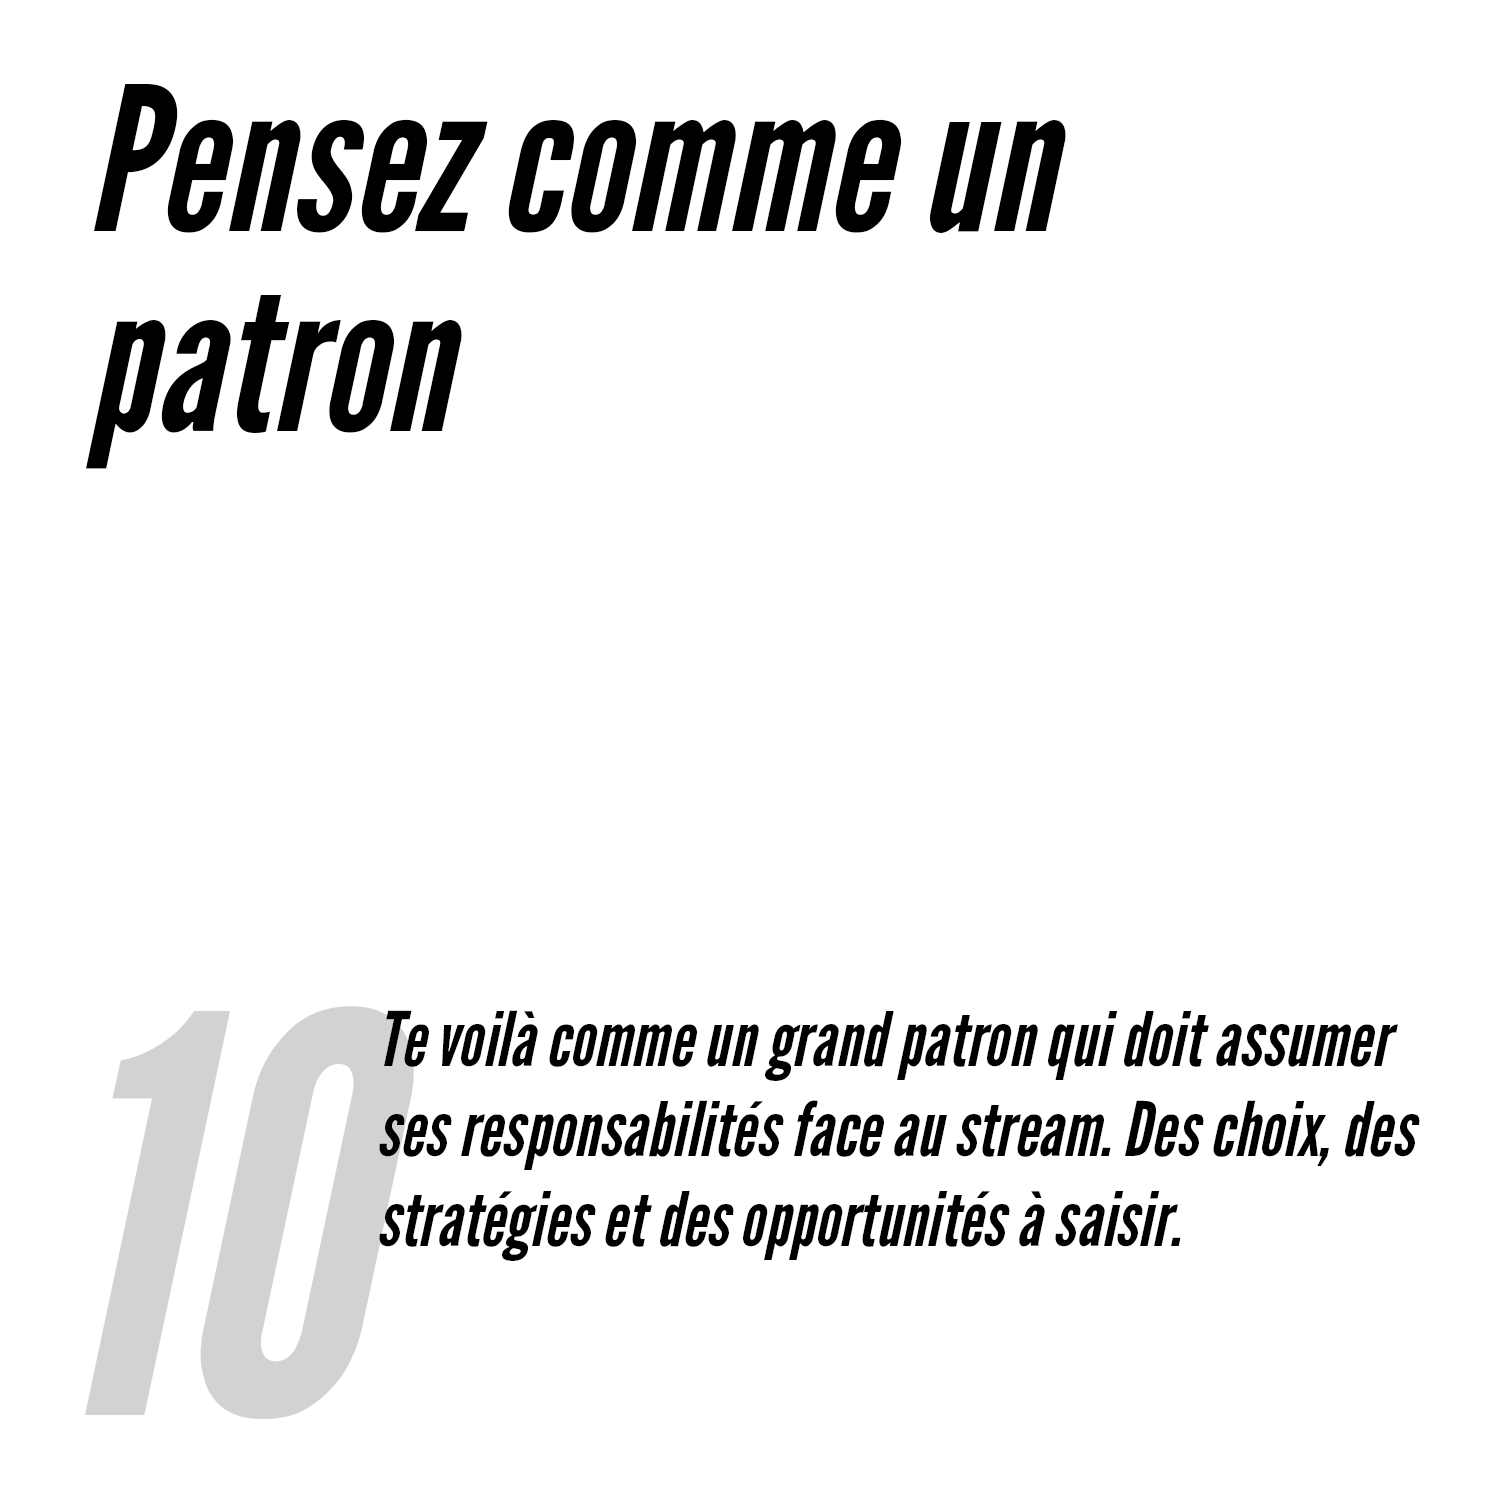 Pensez comme un
patron
10
Te voilà comme un grand patron qui doit assumer
ses responsabilités face au stream. Des choix, des
stratégies et des opportunités à saisir.